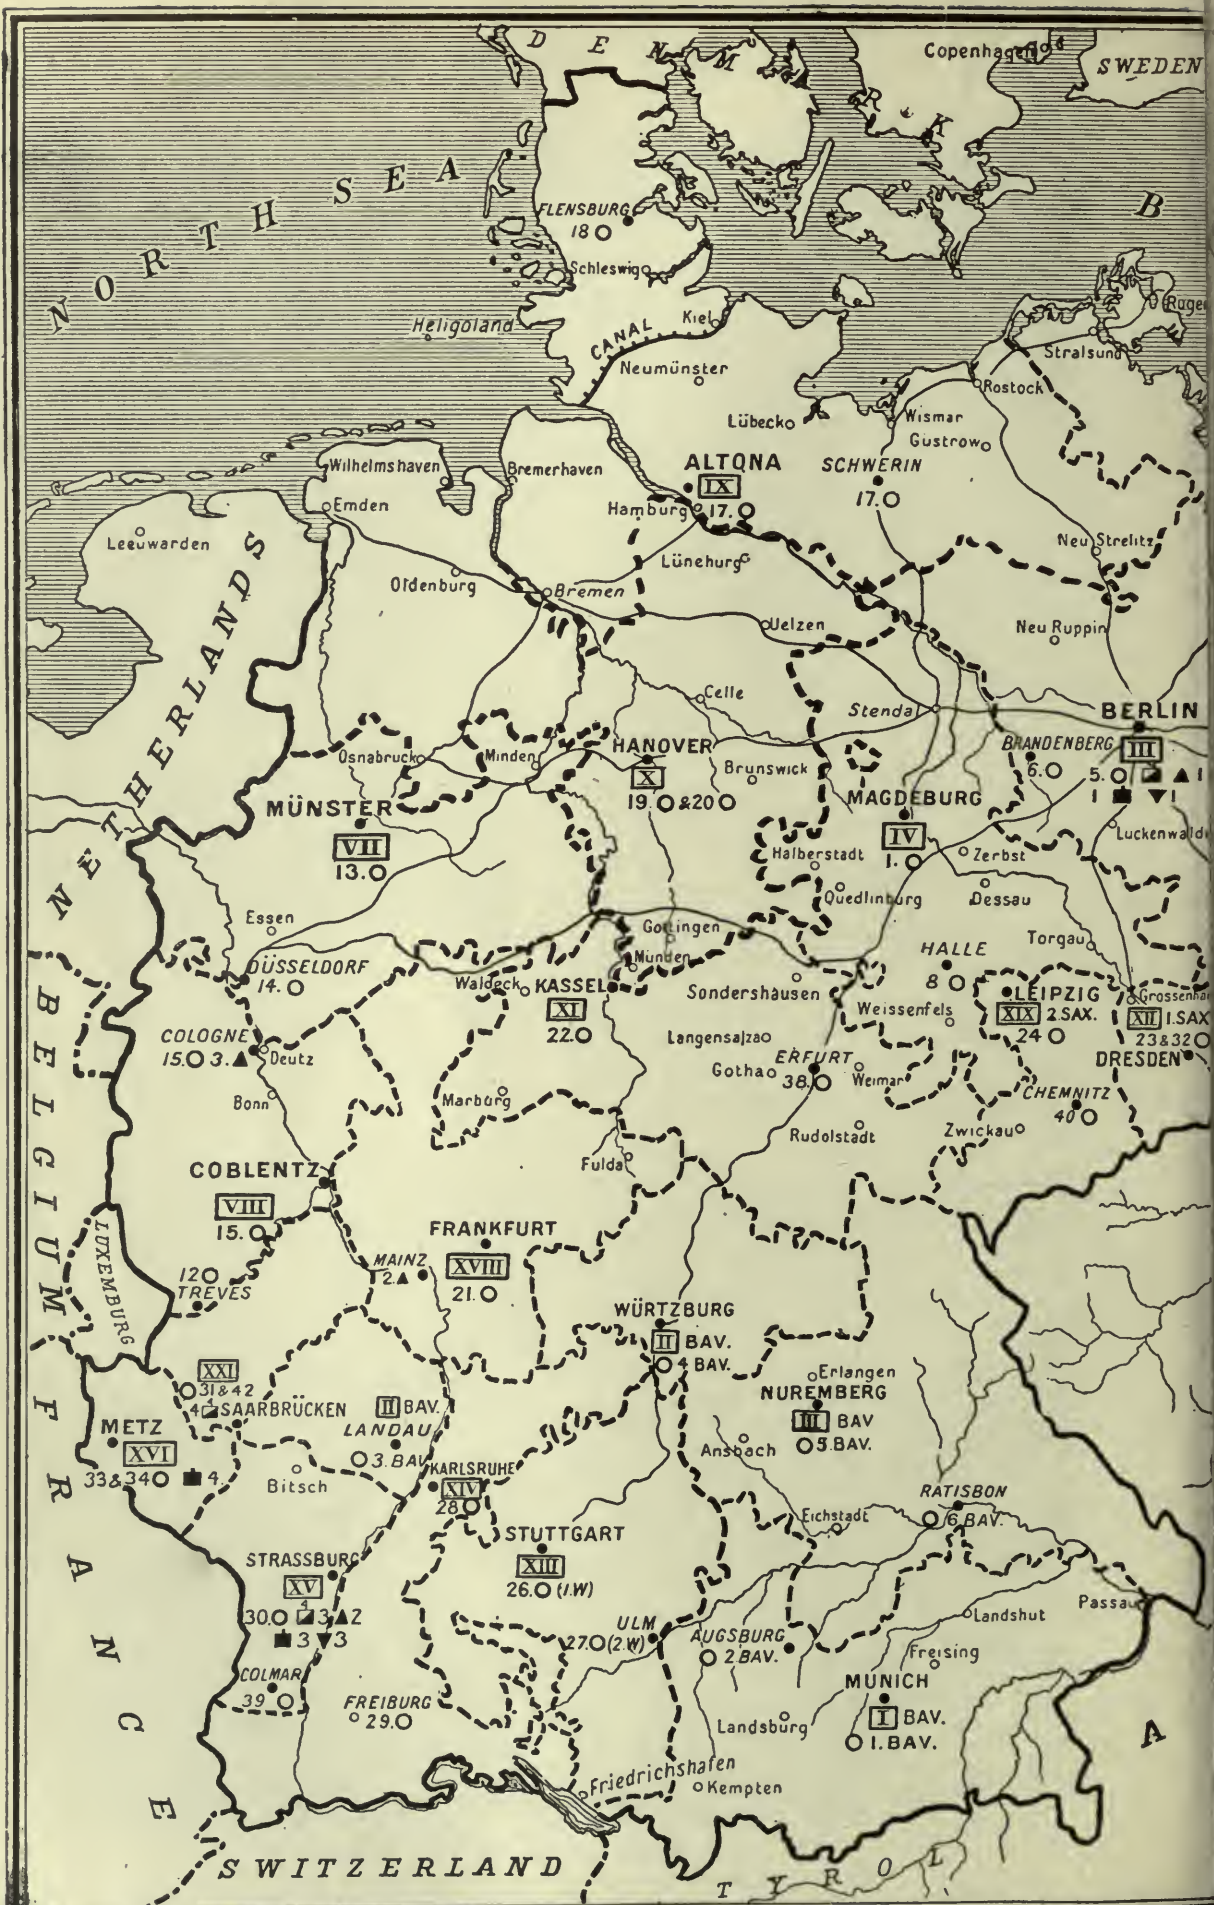 DENMARK
Copenhagen
SWEDEN
NORTH SEA
B
FLENSBURG
18
Schleswig
Heligoland
CANAL
Kiel
Rügen
Stralsund
Neumünster
Rostock
Lübeck
Wismar
Gustrow
Wilhelmshaven
Bremerhaven
ALTONA
IX
SCHWERIN
17.
Emden
Hamburg
17.
Leeuwarden
Lüneburg
Neu Strelitz
Oldenburg
Bremen
Uelzen
Neu Ruppin
NETHERLANDS
Celle
Stendal
BERLIN
III
Osnabruck
Minden
HANOVER
X
19. & 20
Brunswick
BRANDENBERG
6.
5. 1
1 1
MÜNSTER
VII
13.
MAGDEBURG
IV
1.
Luckenwalde
Halberstadt
Zerbst
Quedlinburg
Dessau
Essen
Gottingen
Torgau
DÜSSELDORF
14.
Münden
HALLE
8
Waldeck
KASSEL
XI
22.
Sondershausen
LEIPZIG
XIX 2.SAX.
24
Grossenhai
XII 1.SAX
23&32
DRESDEN
Weissenfels
BELGIUM
COLOGNE
15. 3.
Deutz
Langensalza
ERFURT
38.
Gotha
Weimar
Bonn
Marburg
CHEMNITZ
40
Rudolstadt
Zwickau
COBLENTZ
VIII
15.
Fulda
LUXEMBURG
FRANKFURT
XVIII
21.
MAINZ
2.
12
TREVES
WÜRTZBURG
II BAV.
4 BAV.
XXI
31&42
4 SAARBRÜCKEN
II BAV.
LANDAU
3.BAV.
Erlangen
NUREMBERG
III BAV
5.BAV.
METZ
XVI
33&34 4.
Ansbach
Bitsch
KARLSRUHE
XIV
28
RATISBON
6.BAV.
FRANCE
Eichstadt
STUTTGART
XIII
26. (1.W)
STRASSBURG
XV
30. 4 3 2
3 3
Passau
Landshut
ULM
27. (2.W)
AUGSBURG
2.BAV.
Freising
COLMAR
39.
FREIBURG
29.
MUNICH
I BAV.
1.BAV.
Landsburg
A
Friedrichshafen
Kempten
SWITZERLAND
TYROL